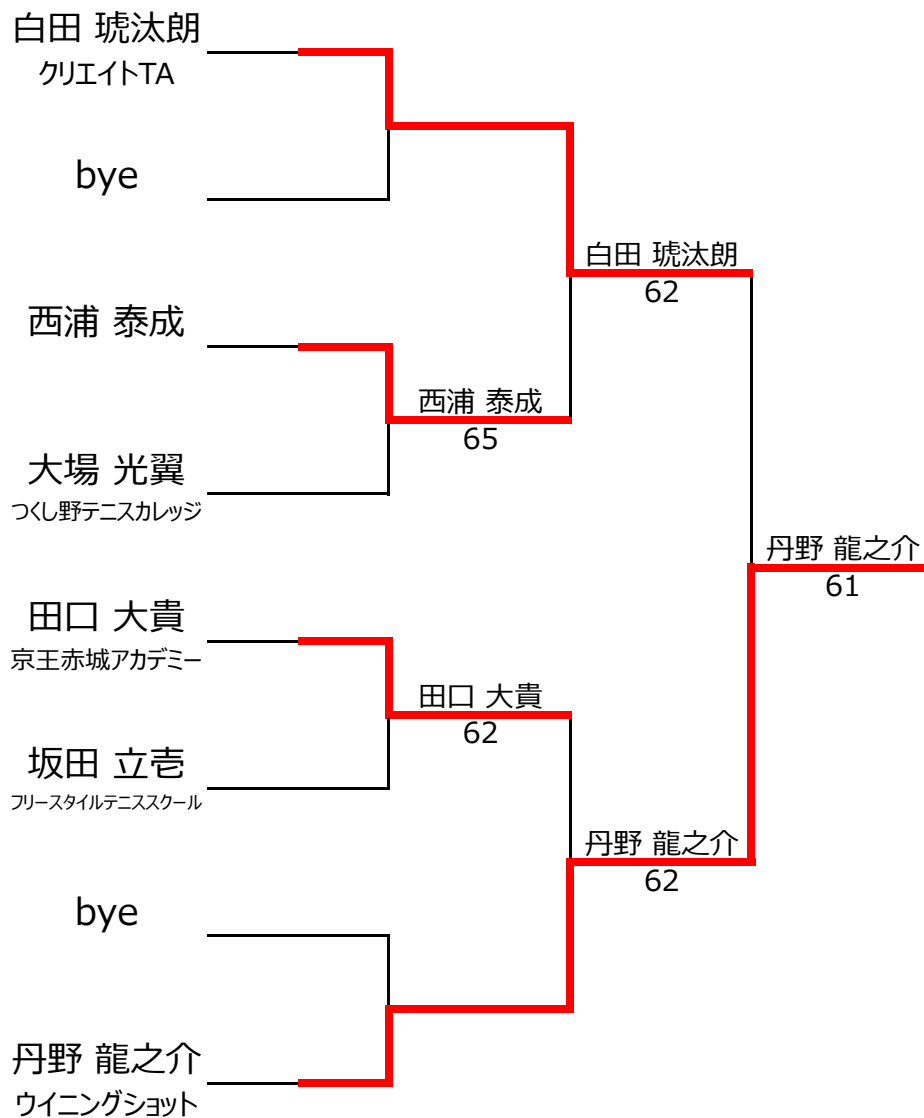 白田 琥汰朗
クリエイトTA
bye
白田 琥汰朗
62
西浦 泰成
西浦 泰成
65
大場 光翼
つくし野テニスカレッジ
丹野 龍之介
61
田口 大貴
京王赤城アカデミー
田口 大貴
62
坂田 立壱
フリースタイルテニススクール
丹野 龍之介
62
bye
丹野 龍之介
ウイニングショット